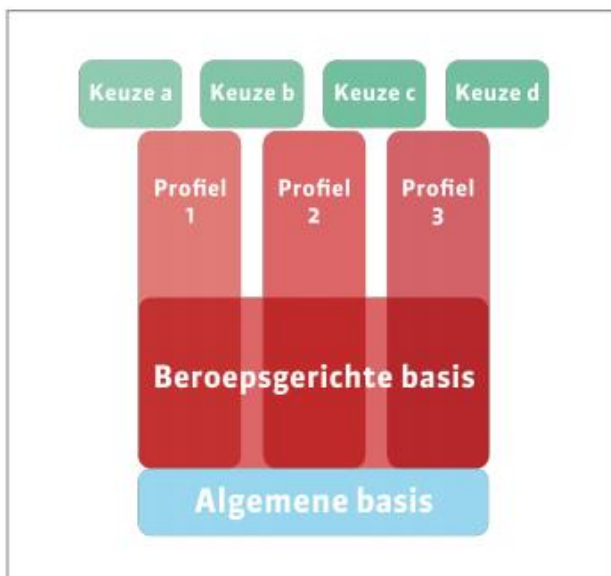 Keuze a
Keuze b
Keuze c
Keuze d
Profiel
1
Profiel
2
Profiel
3
Beroepsgerichte basis
Algemene basis